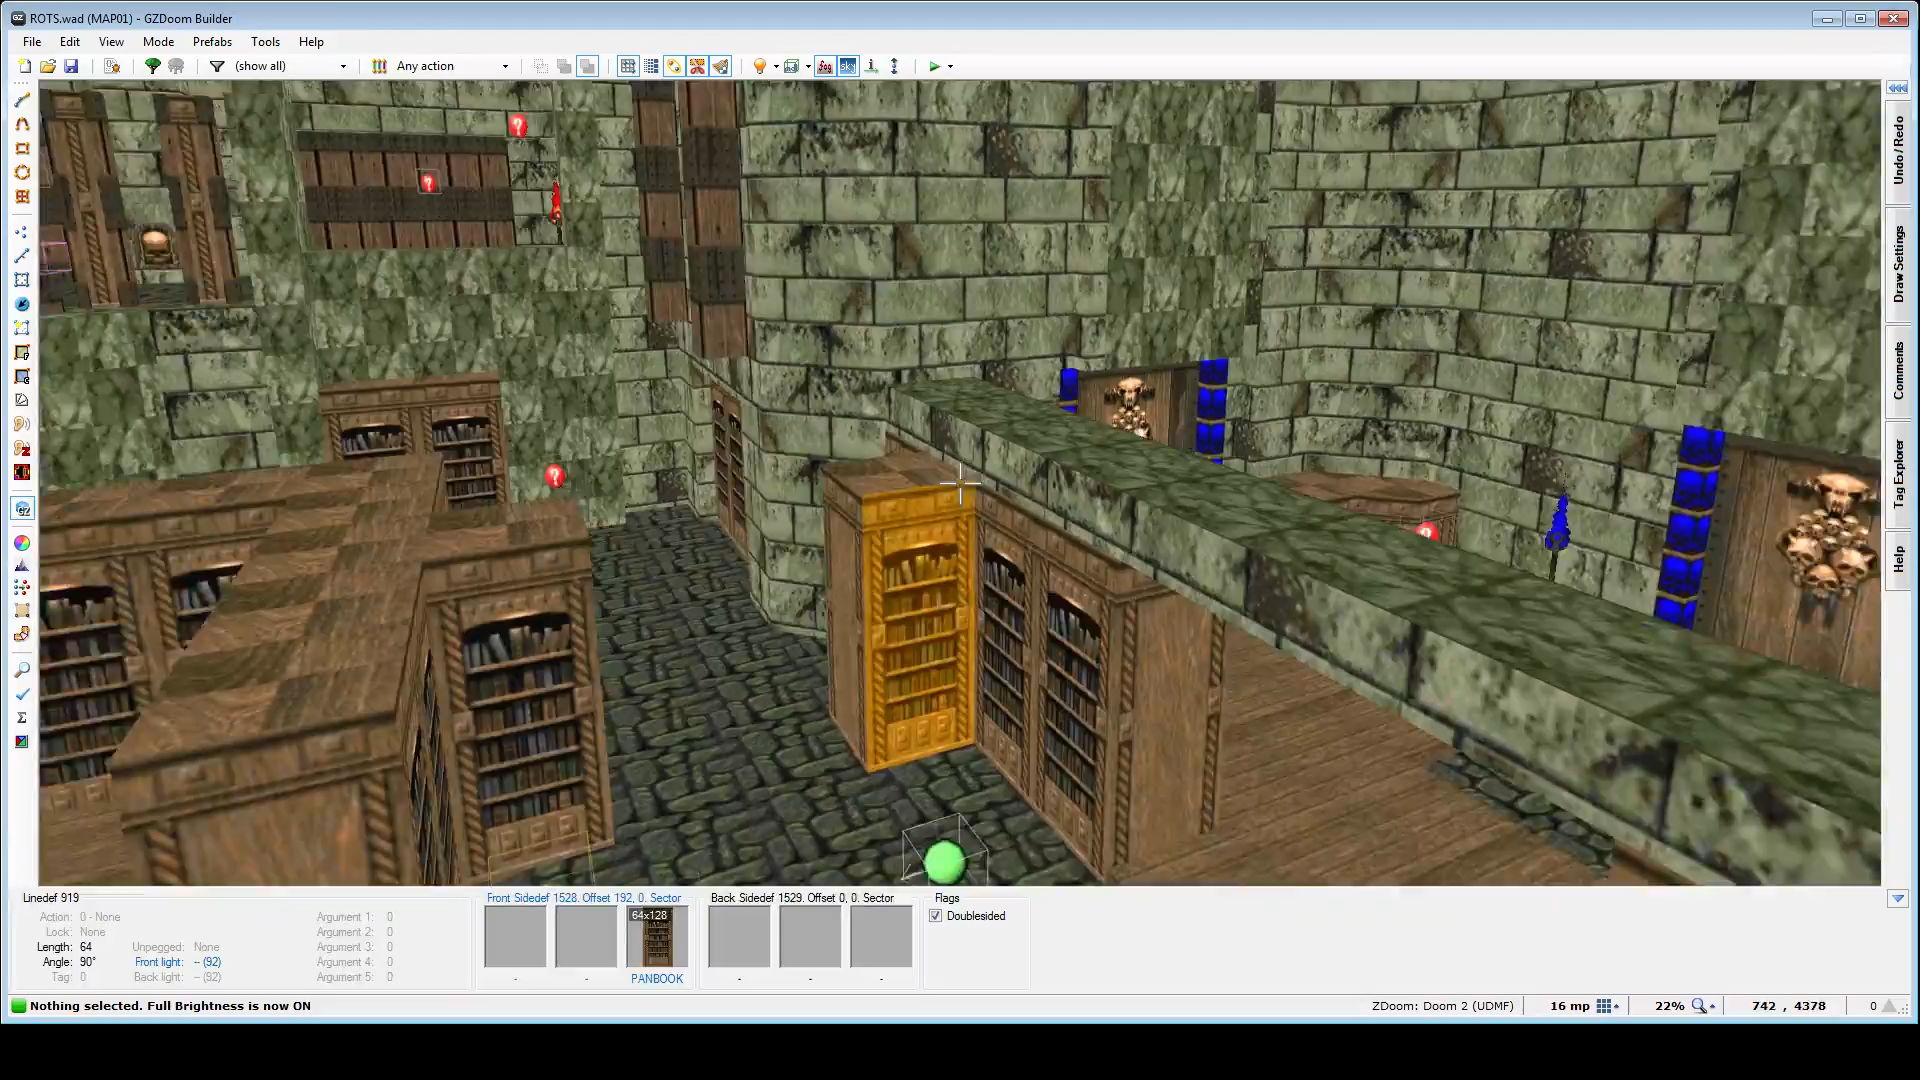 ROTS.wad (MAP01) - GZDoom Builder
File Edit View Mode Prefabs Tools Help
(show all) Any action
Undo / Redo
Draw Settings
Comments
Tag Explorer
Help
Linedef 919
Action: 0 - None
Lock: None
Length: 64
Angle: 90°
Tag: 0
Unpegged: None
Front light: -- (92)
Back light: -- (92)
Argument 1: 0
Argument 2: 0
Argument 3: 0
Argument 4: 0
Argument 5: 0
Front Sidedef 1528. Offset 192, 0. Sector
64x128
- - PANBOOK
Back Sidedef 1529. Offset 0, 0. Sector
- - -
Flags
Doublesided
Nothing selected. Full Brightness is now ON
ZDoom: Doom 2 (UDMF) 16 mp 22% 742 , 4378 0